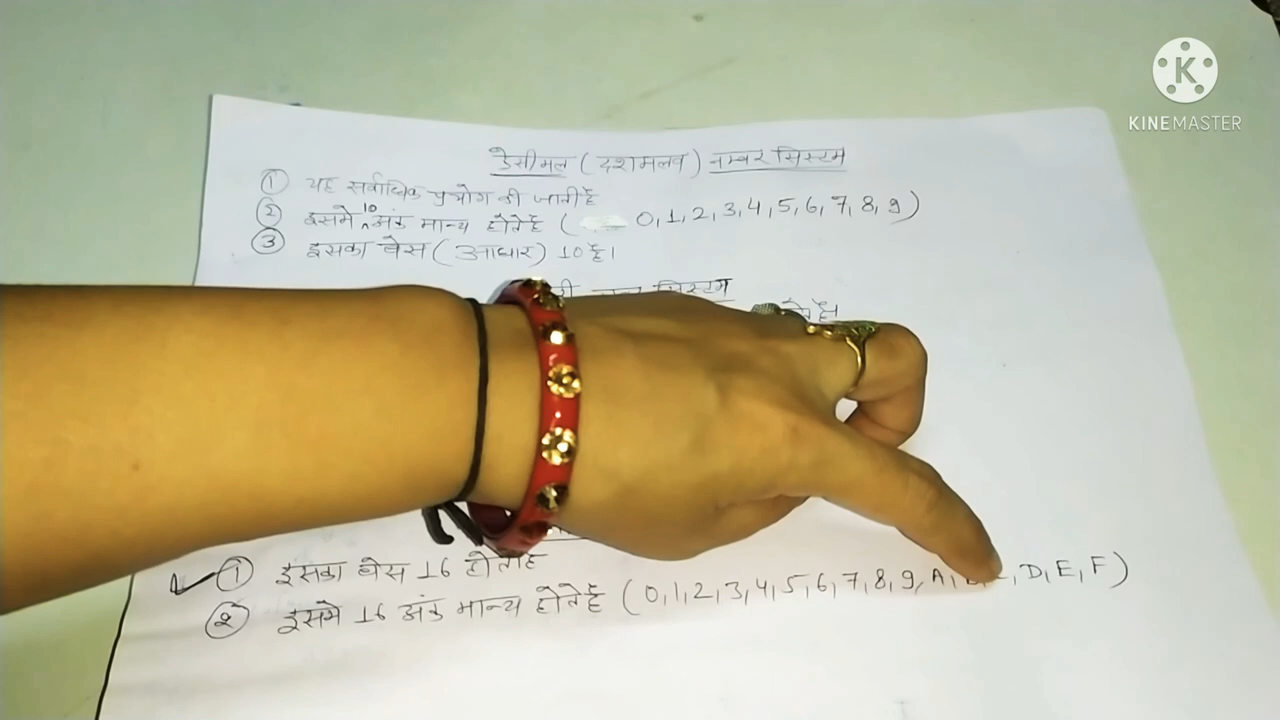 KINEMASTER
डेसीमल (दशमलव) नम्बर सिस्टम
① यह सर्वाधिक प्रयोग की जाती है
② इसमे 10 अंक मान्य होते है ( 0, 1, 2, 3, 4, 5, 6, 7, 8, 9)
③ इसका बेस (आधार) 10 है।
सिस्टम
① इसका बेस 16 होता है
② इसमे 16 अंक मान्य होते है (0, 1, 2, 3, 4, 5, 6, 7, 8, 9, A, D, E, F)